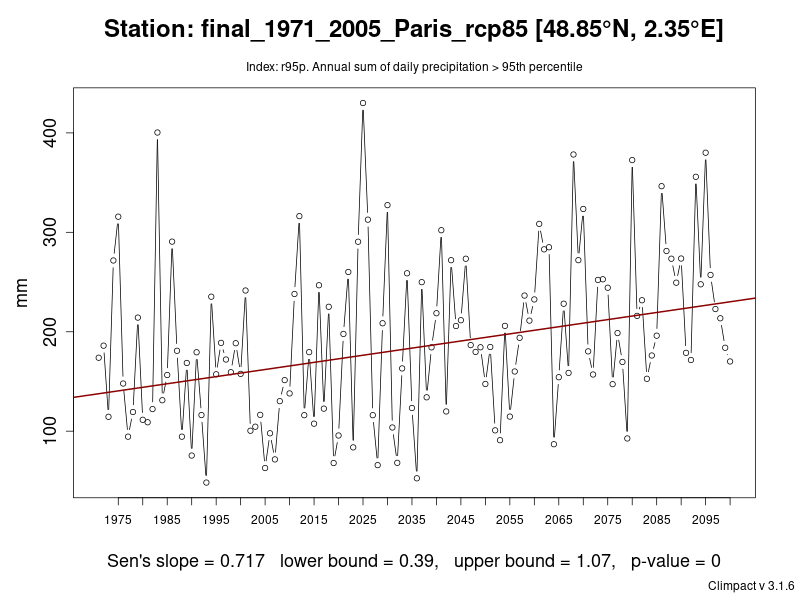 Station: final_1971_2005_Paris_rcp85 [48.85°N, 2.35°E]
Index: r95p. Annual sum of daily precipitation > 95th percentile
400
300
200
100
mm
1975 1985 1995 2005 2015 2025 2035 2045 2055 2065 2075 2085 2095
Sen's slope = 0.717 lower bound = 0.39, upper bound = 1.07, p-value = 0
Climpact v 3.1.6